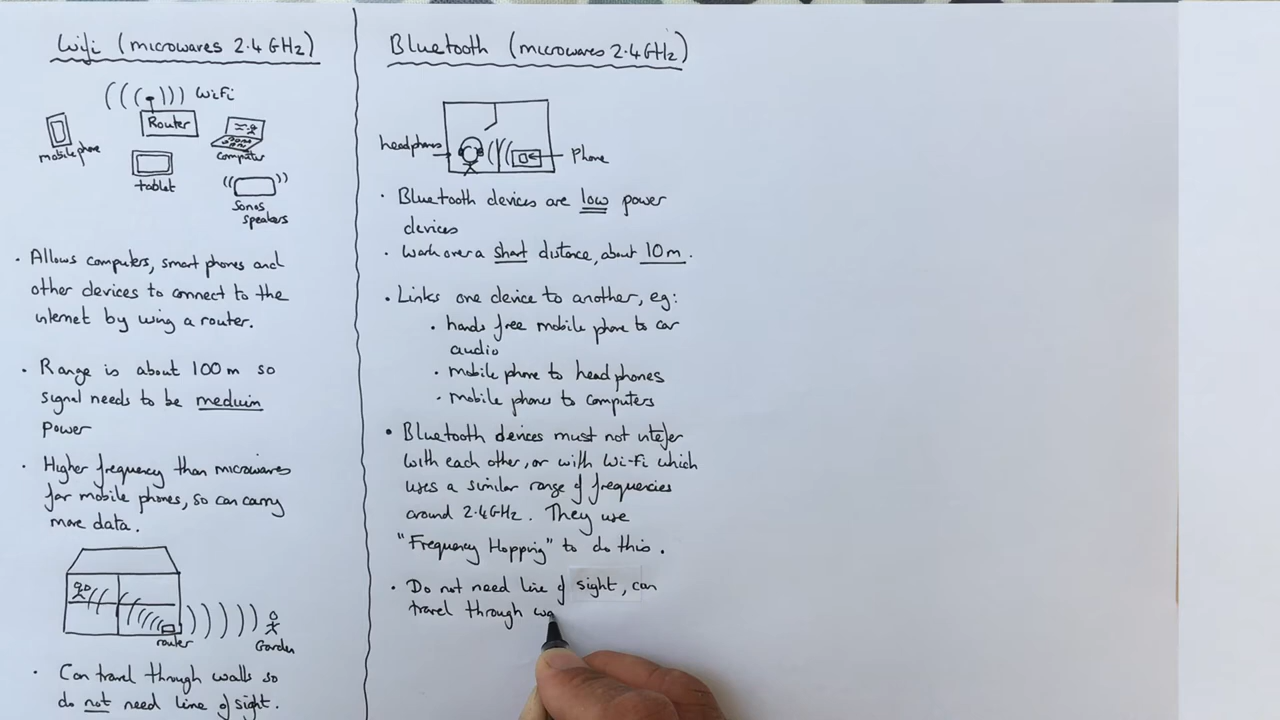 Wifi (microwaves 2.4 GHz)
WiFi
Router
mobile phone
computer
tablet
Sonos
speakers
. Allows computers, smart phones and
other devices to connect to the
internet by using a router.
. Range is about 100 m so
signal needs to be medium
power
. Higher frequency than microwaves
for mobile phones, so can carry
more data.
router
Garden
. Can travel through walls so
do not need line of sight.
Bluetooth (microwaves 2.4 GHz)
headphones
Phone
. Bluetooth devices are low power
devices
. Work over a short distance, about 10 m.
. Links one device to another, eg:
. hands free mobile phone to car
audio
. mobile phone to headphones
. mobile phones to computers
. Bluetooth devices must not intefer
with each other, or with Wi-Fi which
uses a similar range of frequencies
around 2.4 GHz. They use
"Frequency Hopping" to do this.
. Do not need line of sight, can
travel through wa